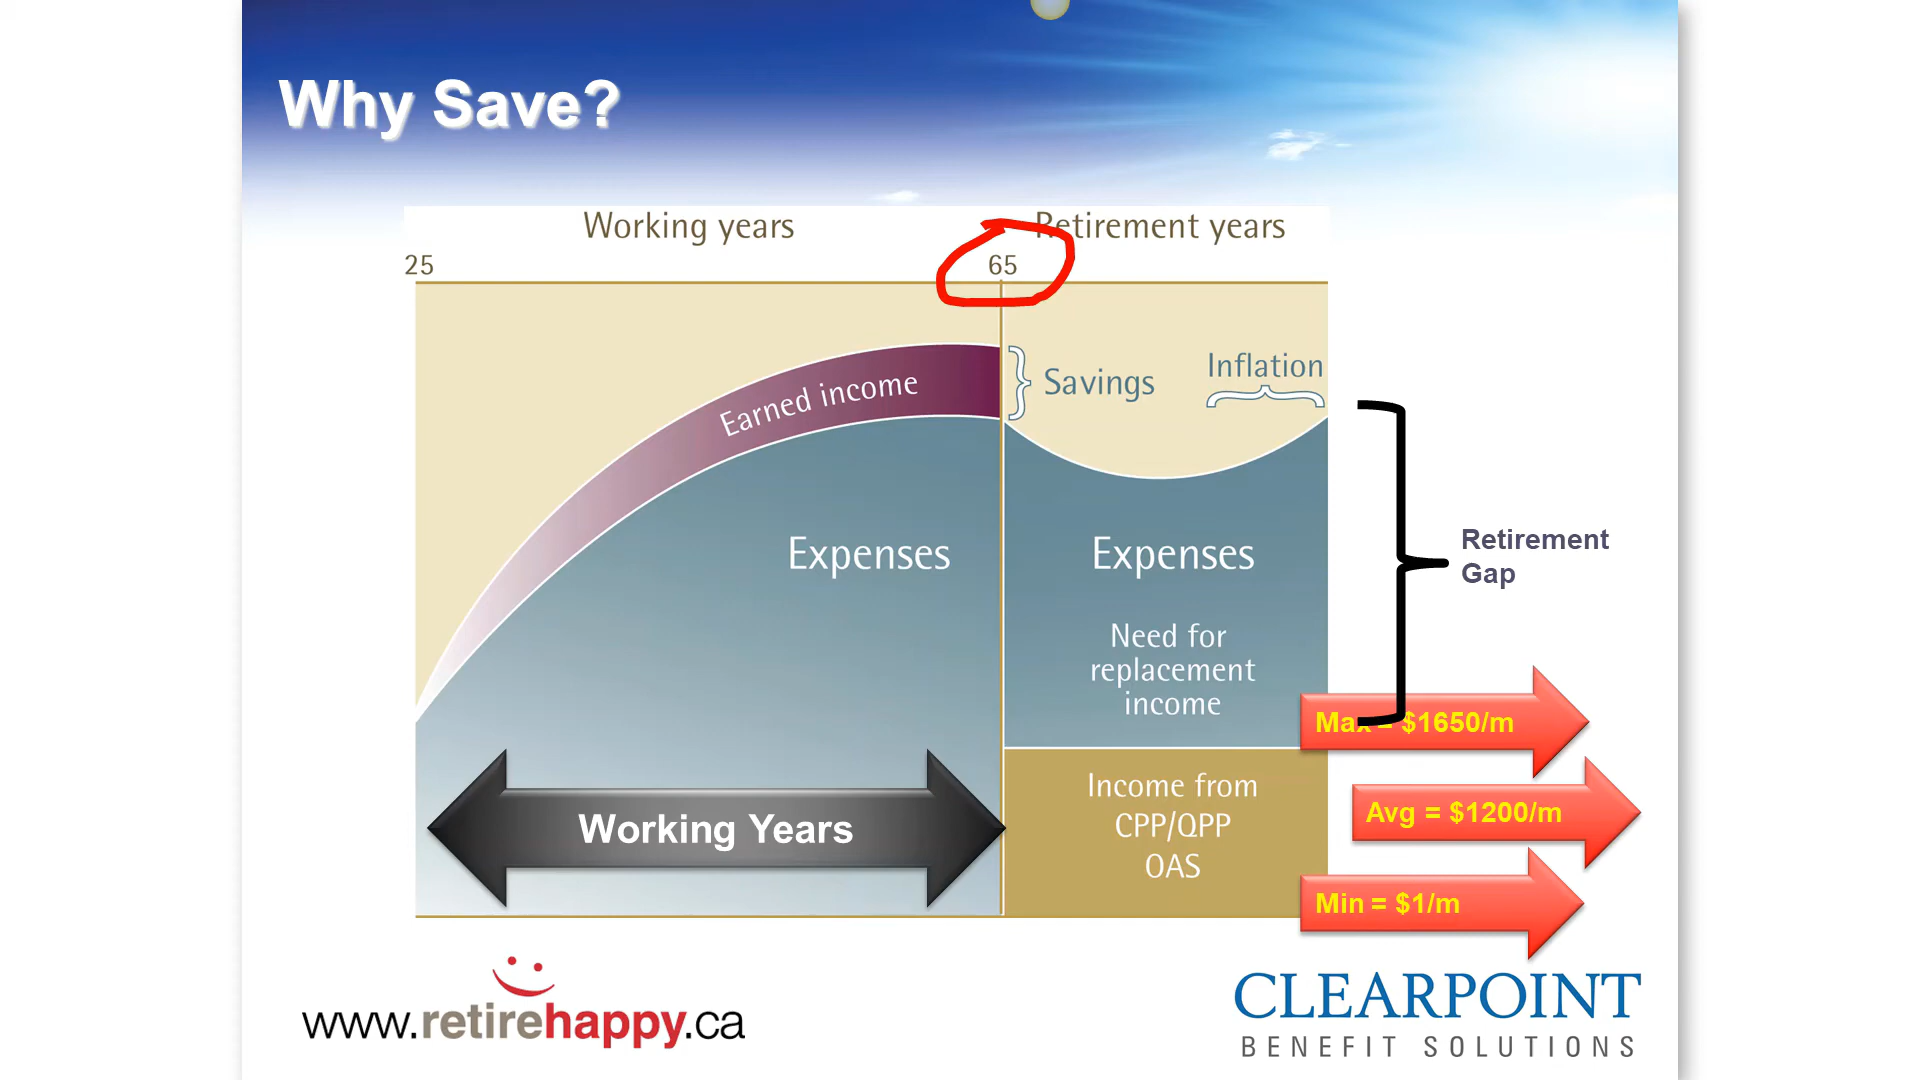 Why Save?
Working years
Retirement years
25
65
Earned income
Savings
Inflation
Expenses
Expenses
Retirement
Gap
Need for
replacement
income
Max = $1650/m
Income from
CPP/QPP
OAS
Avg = $1200/m
Working Years
Min = $1/m
www.retirehappy.ca
CLEARPOINT
BENEFIT SOLUTIONS